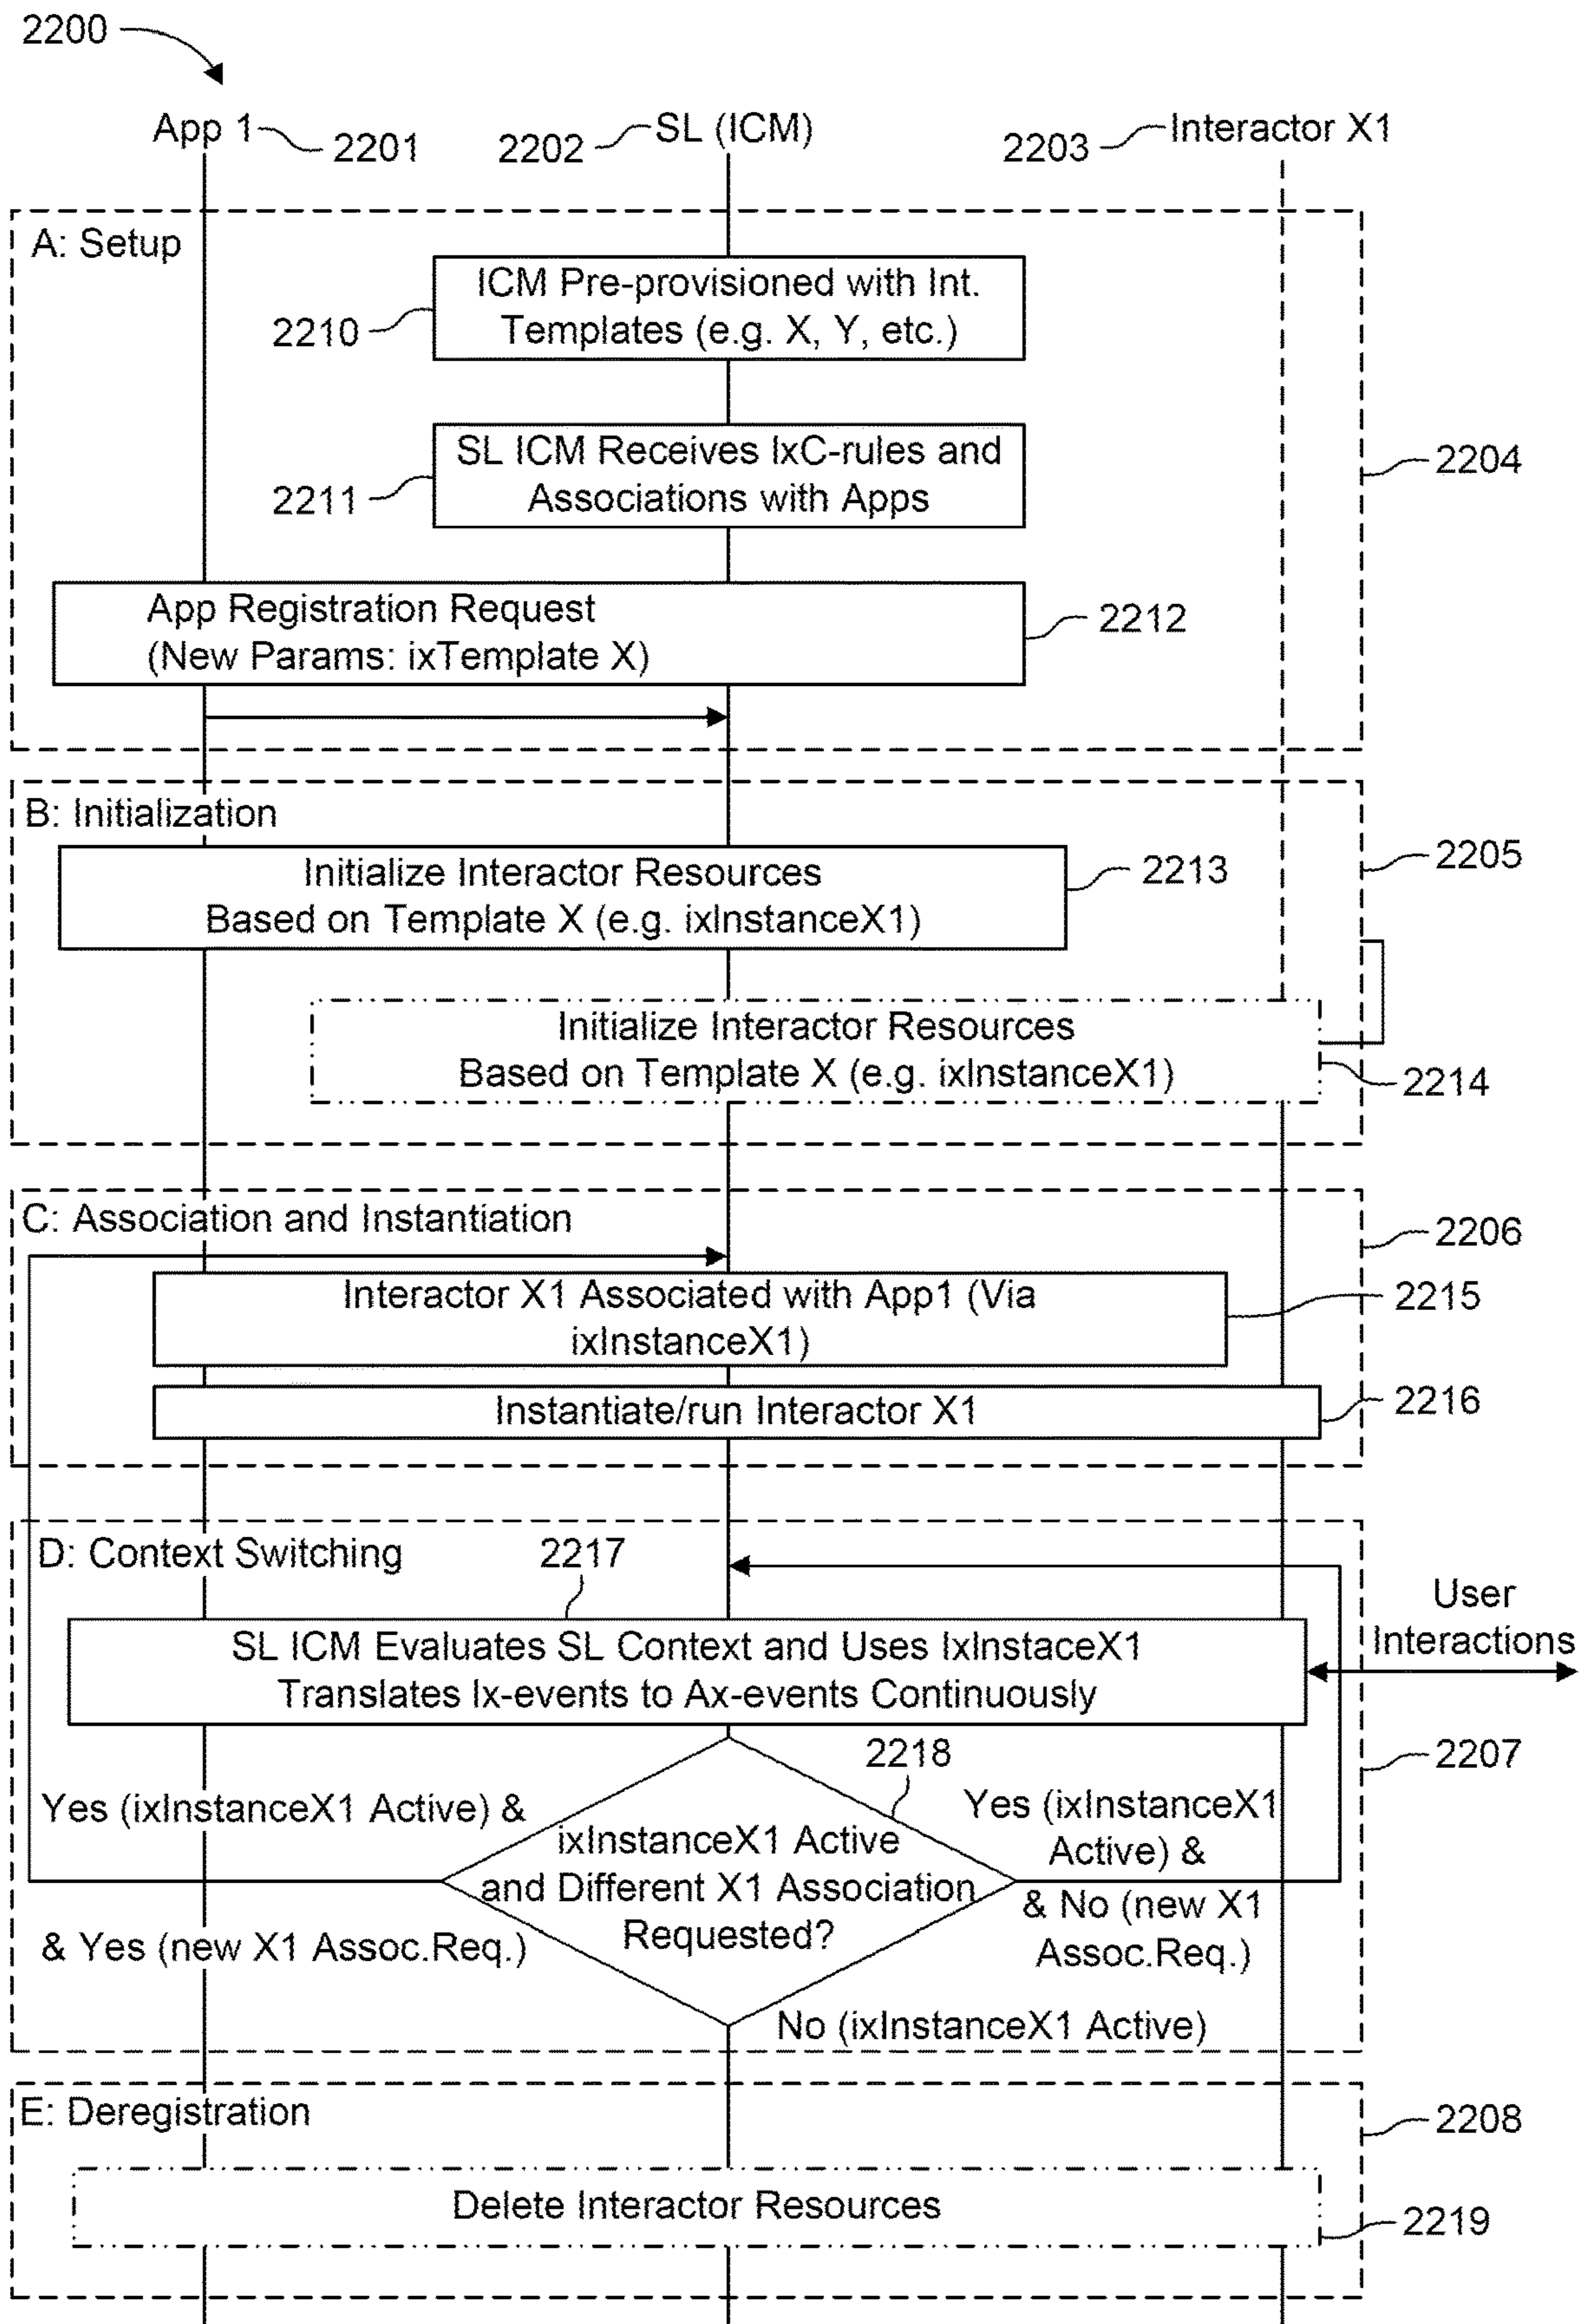 2200
App 1
2201
2202
SL (ICM)
2203
Interactor X1
A: Setup
ICM Pre-provisioned with Int.
Templates (e.g. X, Y, etc.)
2210
SL ICM Receives IxC-rules and
Associations with Apps
2211
2204
App Registration Request
(New Params: ixTemplate X)
2212
B: Initialization
2205
Initialize Interactor Resources
Based on Template X (e.g. ixInstanceX1)
2213
Initialize Interactor Resources
Based on Template X (e.g. ixInstanceX1)
2214
C: Association and Instantiation
2206
Interactor X1 Associated with App1 (Via
ixInstanceX1)
2215
Instantiate/run Interactor X1
2216
D: Context Switching
2217
User
Interactions
SL ICM Evaluates SL Context and Uses IxInstaceX1
Translates Ix-events to Ax-events Continuously
2218
2207
Yes (ixInstanceX1 Active) &
& Yes (new X1 Assoc.Req.)
ixInstanceX1 Active
and Different X1 Association
Requested?
Yes (ixInstanceX1
Active) &
& No (new X1
Assoc.Req.)
No (ixInstanceX1 Active)
E: Deregistration
2208
Delete Interactor Resources
2219